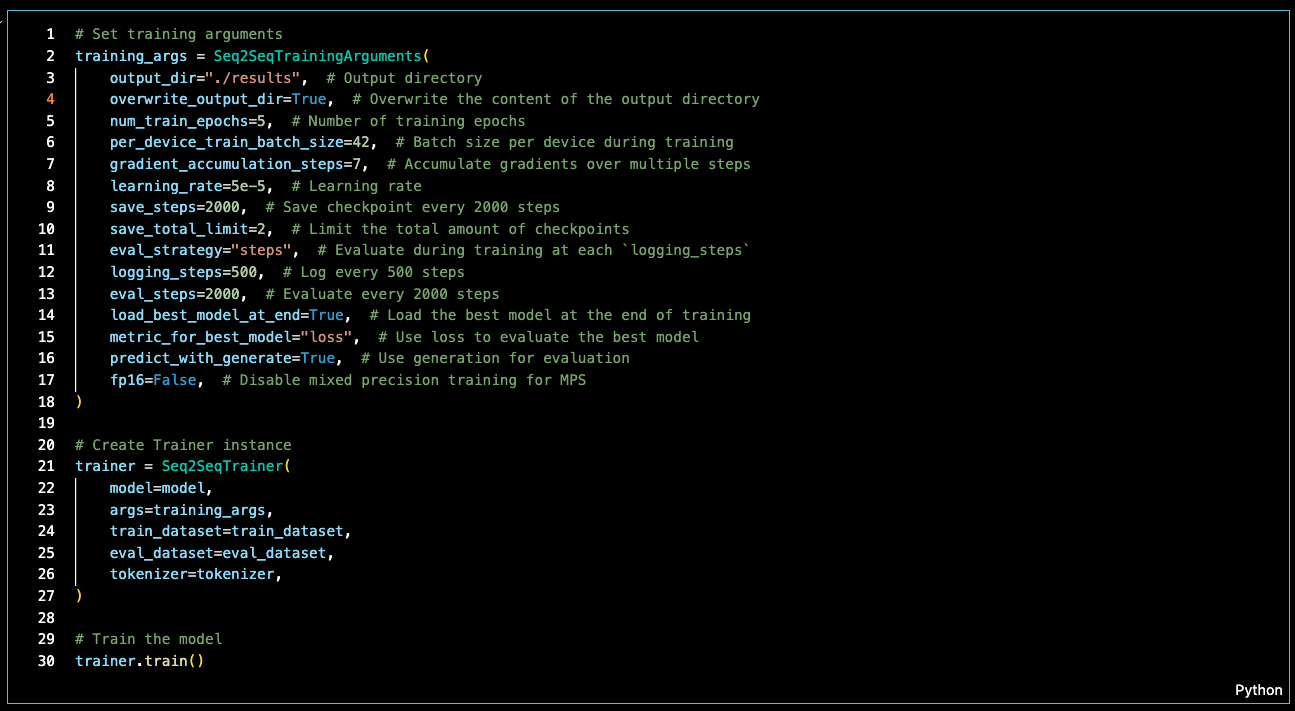 1 # Set training arguments
2 training_args = Seq2SeqTrainingArguments(
3     output_dir="./results",  # Output directory
4     overwrite_output_dir=True,  # Overwrite the content of the output directory
5     num_train_epochs=5,  # Number of training epochs
6     per_device_train_batch_size=42,  # Batch size per device during training
7     gradient_accumulation_steps=7,  # Accumulate gradients over multiple steps
8     learning_rate=5e-5,  # Learning rate
9     save_steps=2000,  # Save checkpoint every 2000 steps
10     save_total_limit=2,  # Limit the total amount of checkpoints
11     eval_strategy="steps",  # Evaluate during training at each `logging_steps`
12     logging_steps=500,  # Log every 500 steps
13     eval_steps=2000,  # Evaluate every 2000 steps
14     load_best_model_at_end=True,  # Load the best model at the end of training
15     metric_for_best_model="loss",  # Use loss to evaluate the best model
16     predict_with_generate=True,  # Use generation for evaluation
17     fp16=False,  # Disable mixed precision training for MPS
18 )
19
20 # Create Trainer instance
21 trainer = Seq2SeqTrainer(
22     model=model,
23     args=training_args,
24     train_dataset=train_dataset,
25     eval_dataset=eval_dataset,
26     tokenizer=tokenizer,
27 )
28
29 # Train the model
30 trainer.train()
Python